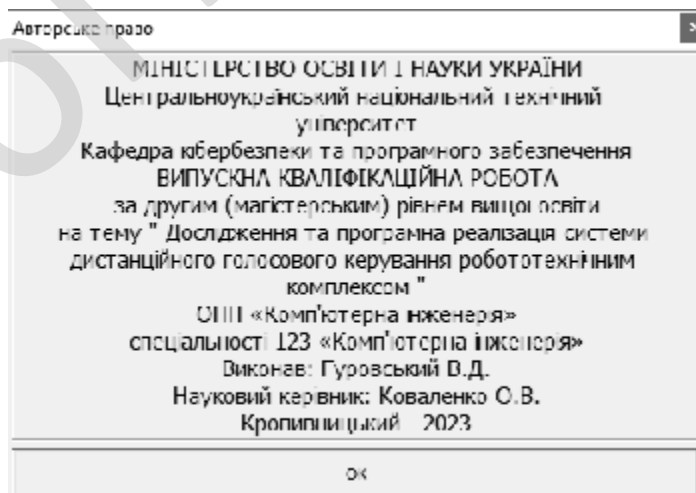 Авторське право
МІНІСТЕРСТВО ОСВІТИ І НАУКИ УКРАЇНИ
Центральноукраїнський національний технічний
університет
Кафедра кібербезпеки та програмного забезпечення
ВИПУСКНА КВАЛІФІКАЦІЙНА РОБОТА
за другим (магістерським) рівнем вищої освіти
на тему " Дослідження та програмна реалізація системи
дистанційного голосового керування робототехнічним
комплексом "
ОПП «Комп'ютерна інженерія»
спеціальності 123 «Комп'ютерна інженерія»
Виконав: Гуровський В.Д.
Науковий керівник: Коваленко О.В.
Кропивницький 2023
ОК